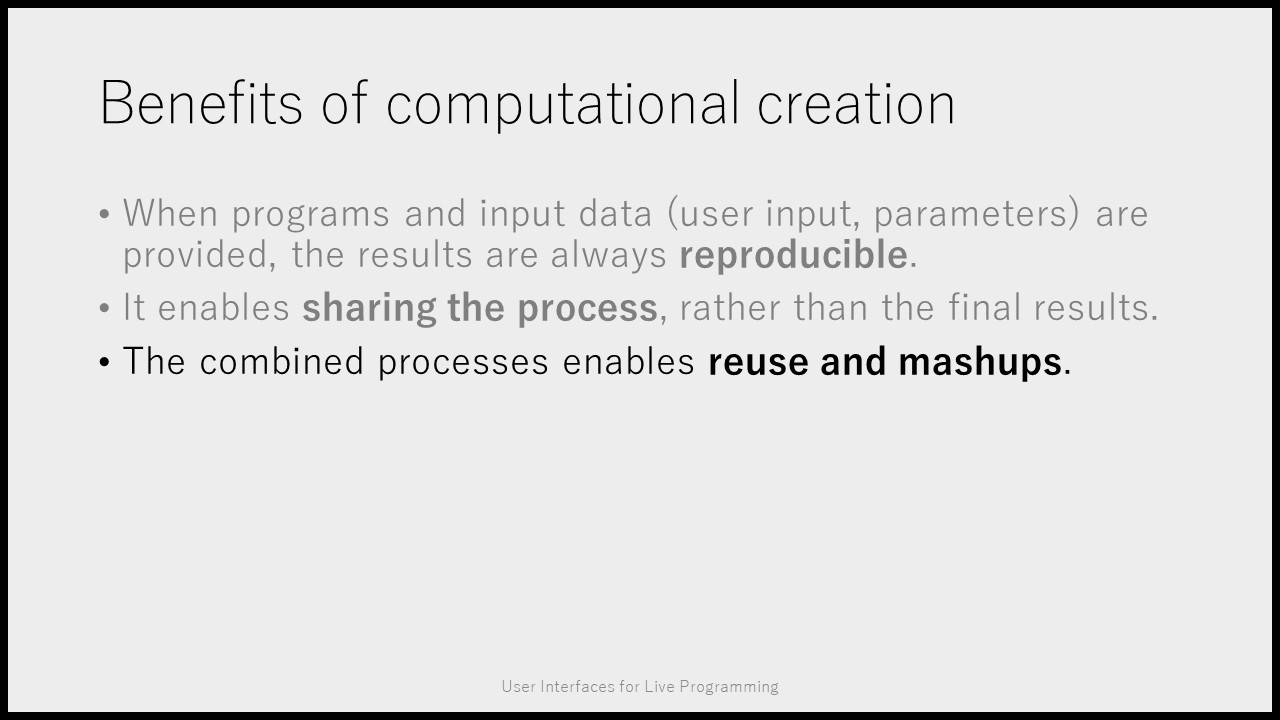 Benefits of computational creation
• When programs and input data (user input, parameters) are
provided, the results are always reproducible.
• It enables sharing the process, rather than the final results.
• The combined processes enables reuse and mashups.
User Interfaces for Live Programming